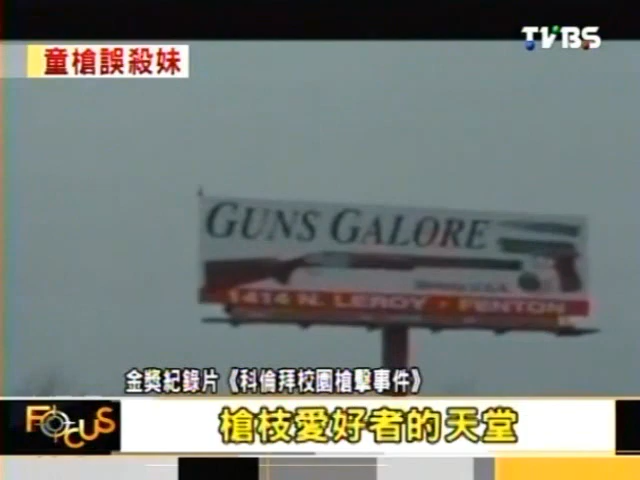 TVBS
童槍誤殺妹
GUNS GALORE
1414 N. LEROY - FENTON
金獎紀錄片《科倫拜校園槍擊事件》
FOCUS
槍枝愛好者的天堂